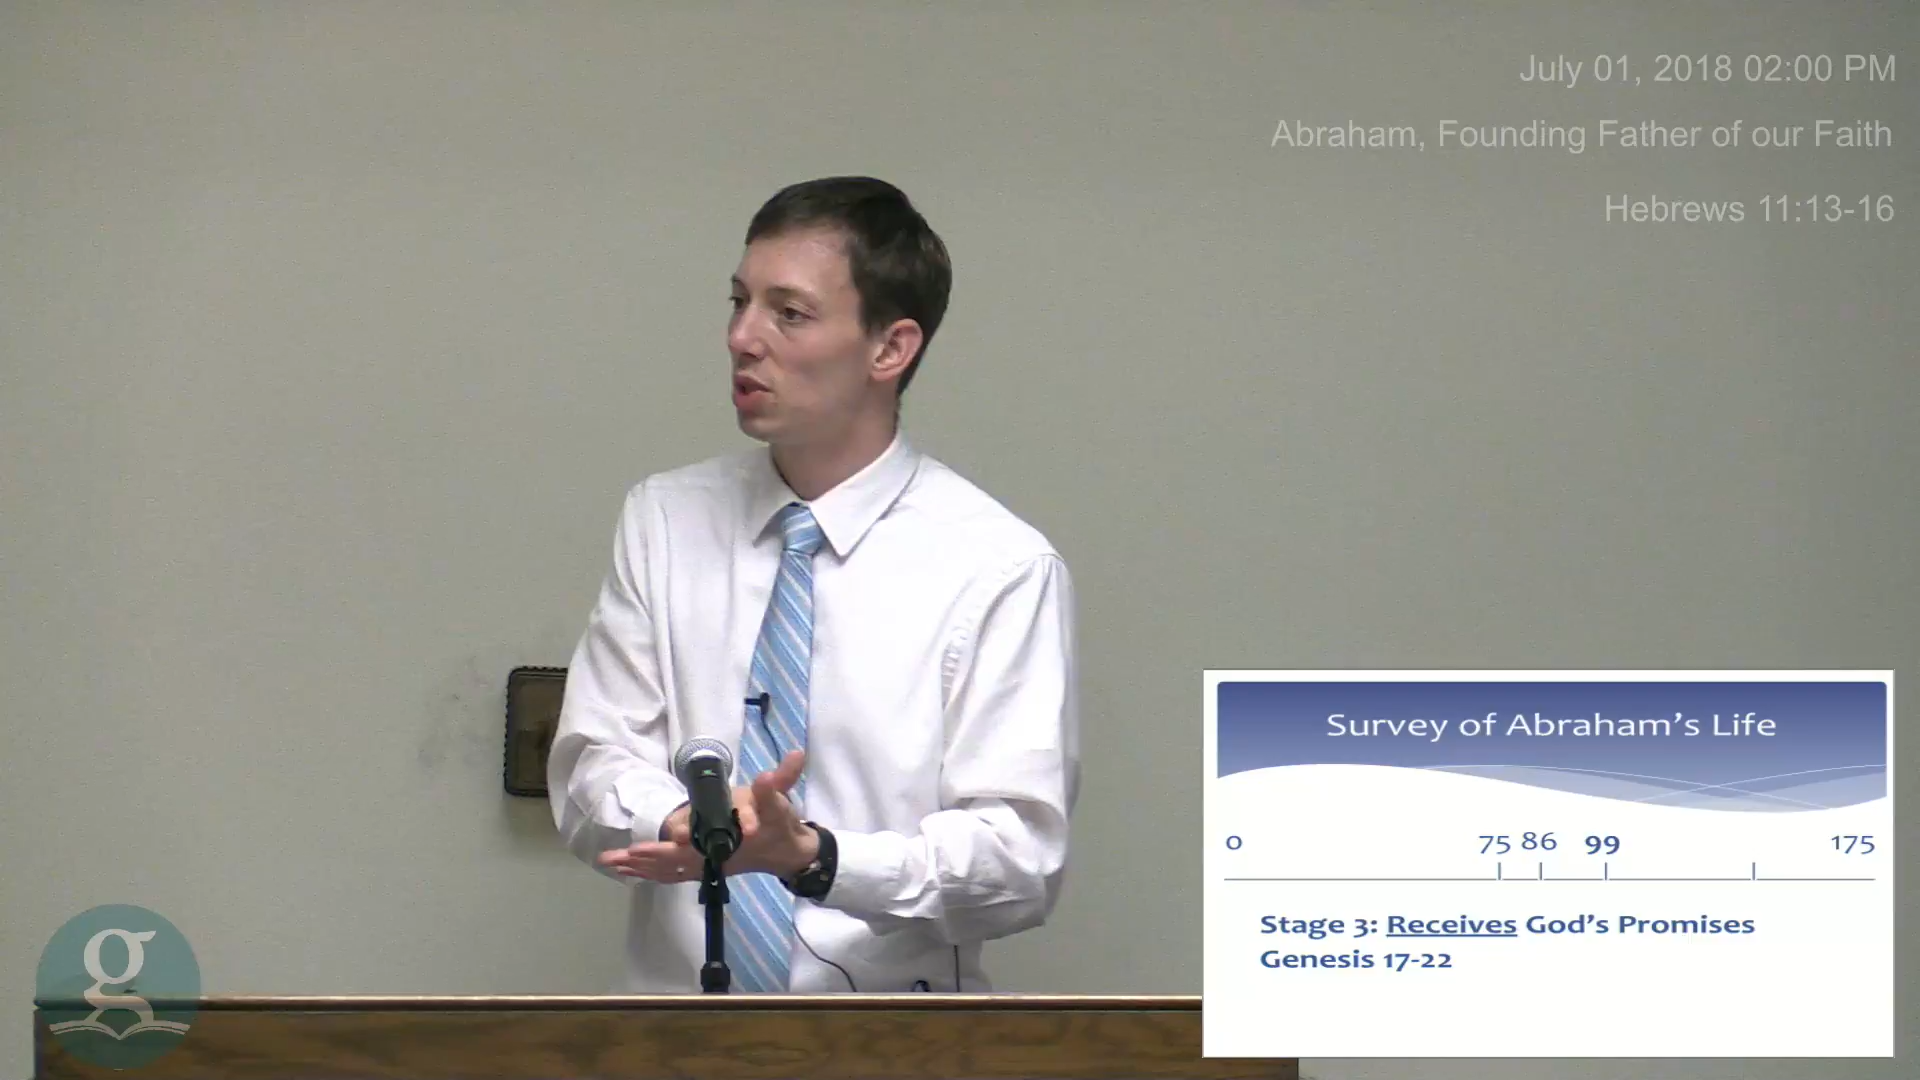 July 01, 2018 02:00 PM
Abraham, Founding Father of our Faith
Hebrews 11:13-16
Survey of Abraham's Life
0 75 86 99 175
Stage 3: Receives God's Promises
Genesis 17-22
g